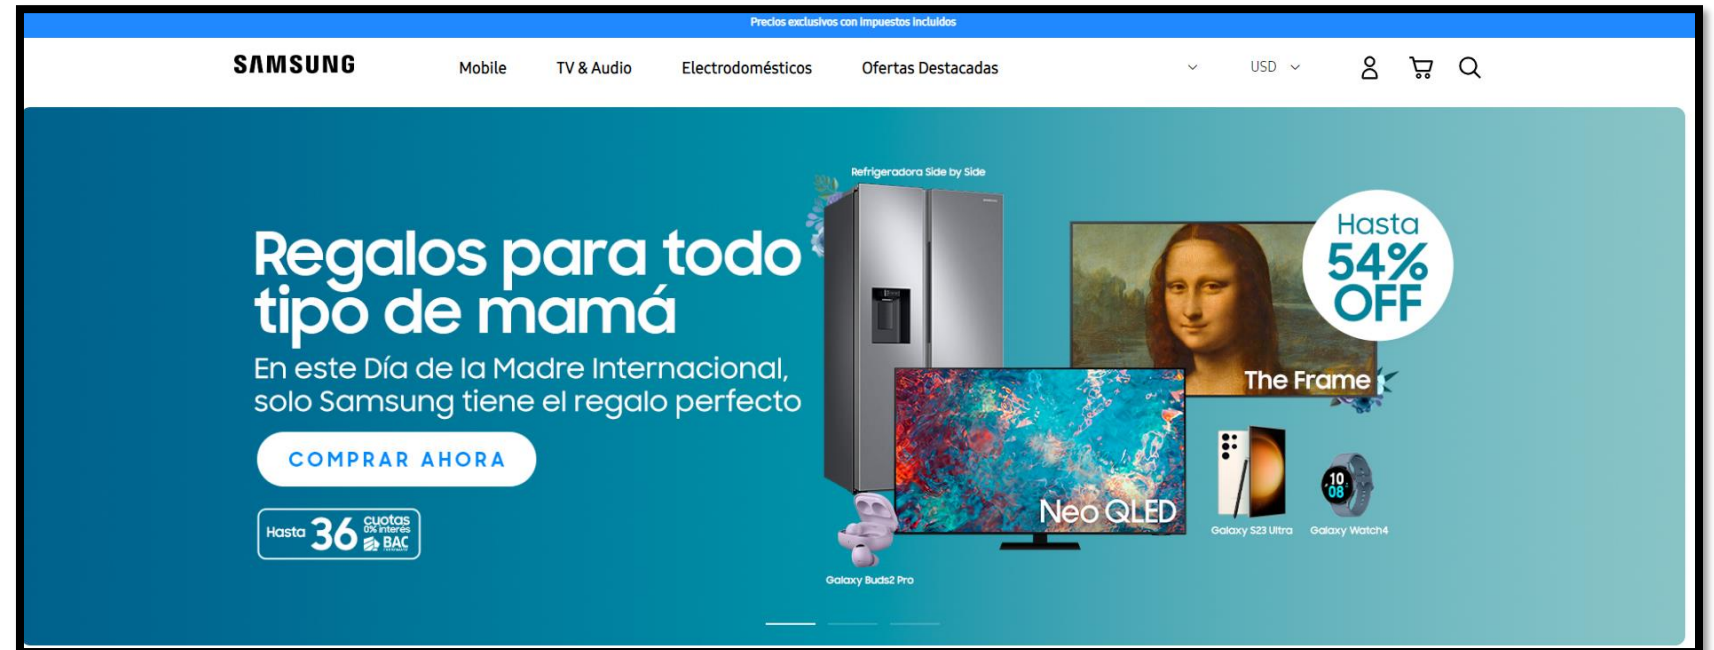 Precios exclusivos con impuestos incluidos
SAMSUNG
Mobile
TV & Audio
Electrodomésticos
Ofertas Destacadas
USD
Regalos para todo
tipo de mamá
En este Día de la Madre Internacional,
solo Samsung tiene el regalo perfecto
COMPRAR AHORA
Hasta 36 cuotas
0% interés
BAC
Refrigeradora Side by Side
Hasta
54%
OFF
The Frame
Neo QLED
10
08
Galaxy S23 Ultra
Galaxy Watch4
Galaxy Buds2 Pro